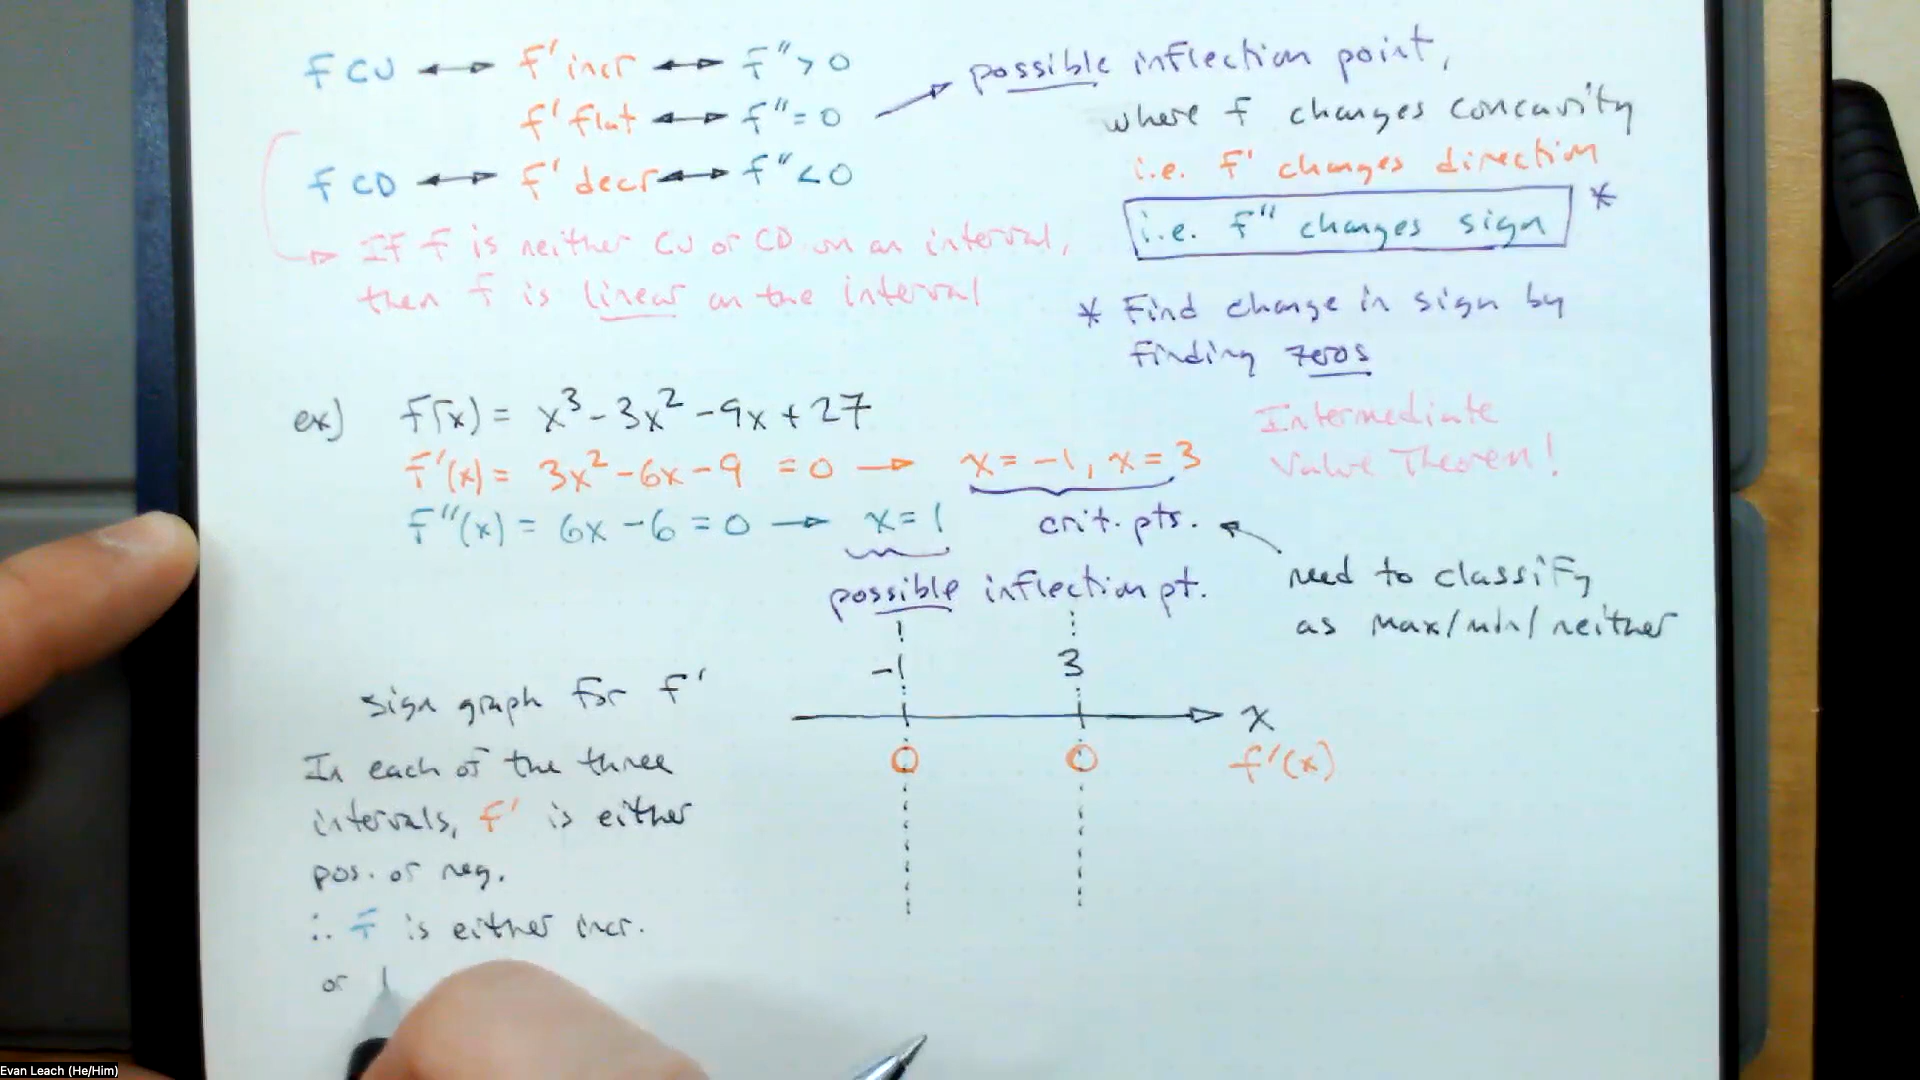 f CU ↔ f' incr ↔ f'' > 0
f' flat ↔ f'' = 0 → possible inflection point,
where f changes concavity
i.e. f' changes direction
f CD ↔ f' decr ↔ f'' < 0
i.e. f'' changes sign *
→ If f is neither CU or CD on an interval,
then f is linear on the interval
* Find change in sign by
finding zeros
Intermediate
Value Theorem!
ex) f(x) = x³ - 3x² - 9x + 27
f'(x) = 3x² - 6x - 9 = 0 → x = -1, x = 3
crit. pts.
f''(x) = 6x - 6 = 0 → x = 1
possible inflection pt.
need to classify
as max/min/neither
sign graph for f'
-1 3
x
0 0 f'(x)
In each of the three
intervals, f' is either
pos. or neg.
∴ f is either incr.
or
Evan Leach (He/Him)